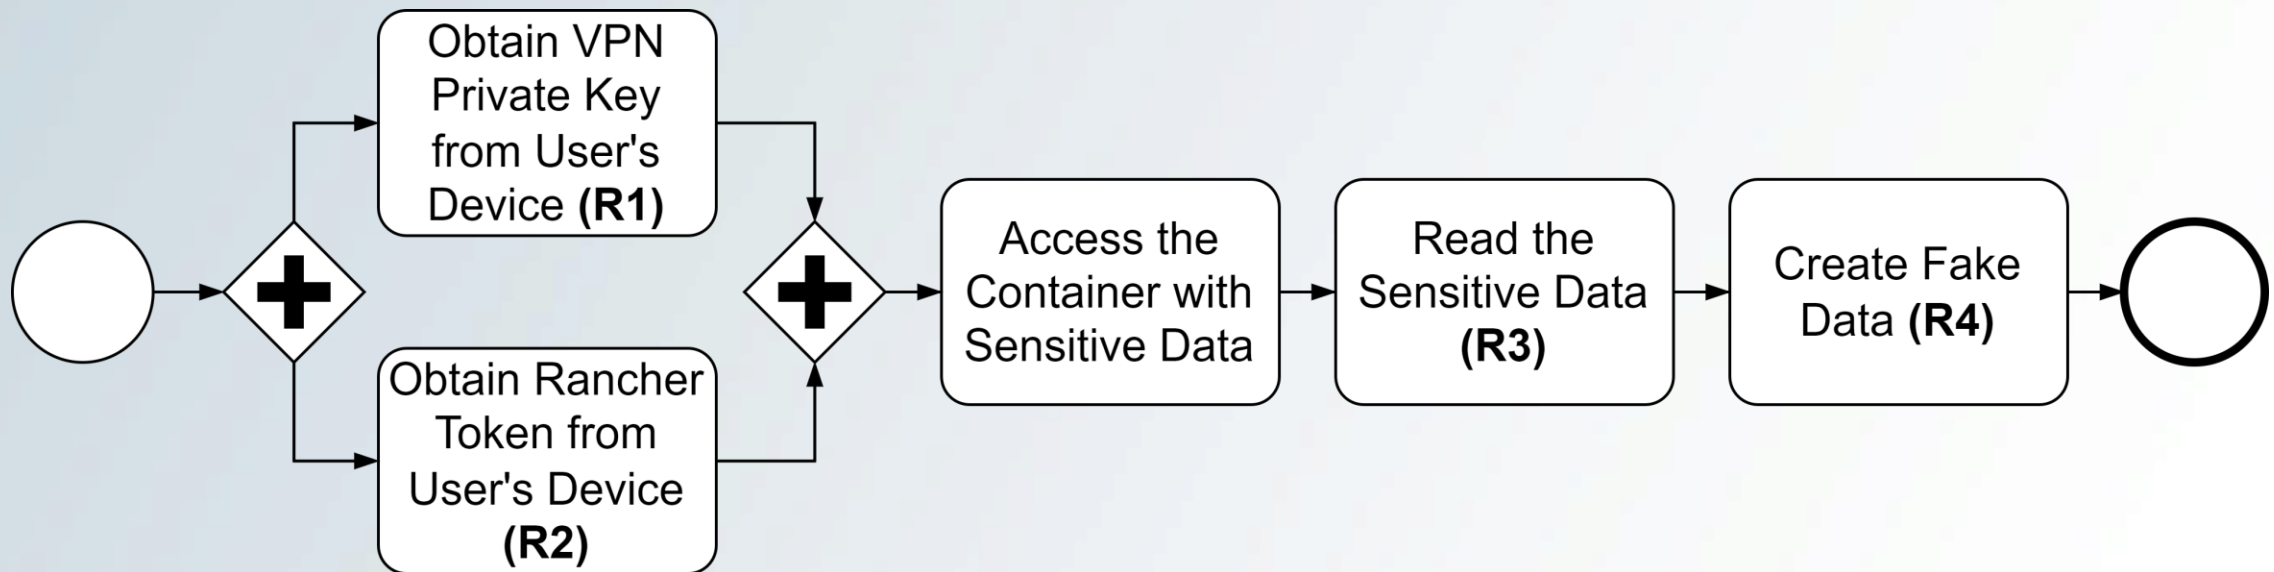 Obtain VPN
Private Key
from User's
Device (R1)
Obtain Rancher
Token from
User's Device
(R2)
Access the
Container with
Sensitive Data
Read the
Sensitive Data
(R3)
Create Fake
Data (R4)